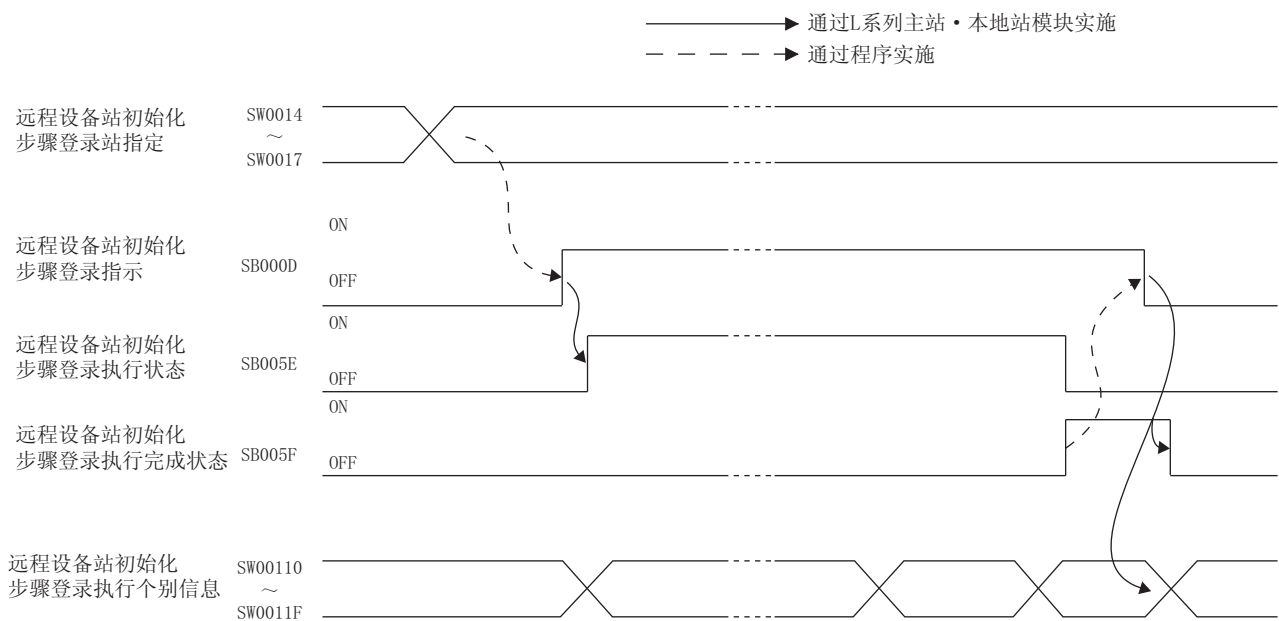 通过L系列主站·本地站模块实施
通过程序实施
远程设备站初始化
步骤登录站指定
SW0014
～
SW0017
ON
远程设备站初始化
步骤登录指示
SB000D
OFF
ON
远程设备站初始化
步骤登录执行状态
SB005E
OFF
ON
远程设备站初始化
步骤登录执行完成状态
SB005F
OFF
远程设备站初始化
步骤登录执行个别信息
SW00110
～
SW0011F